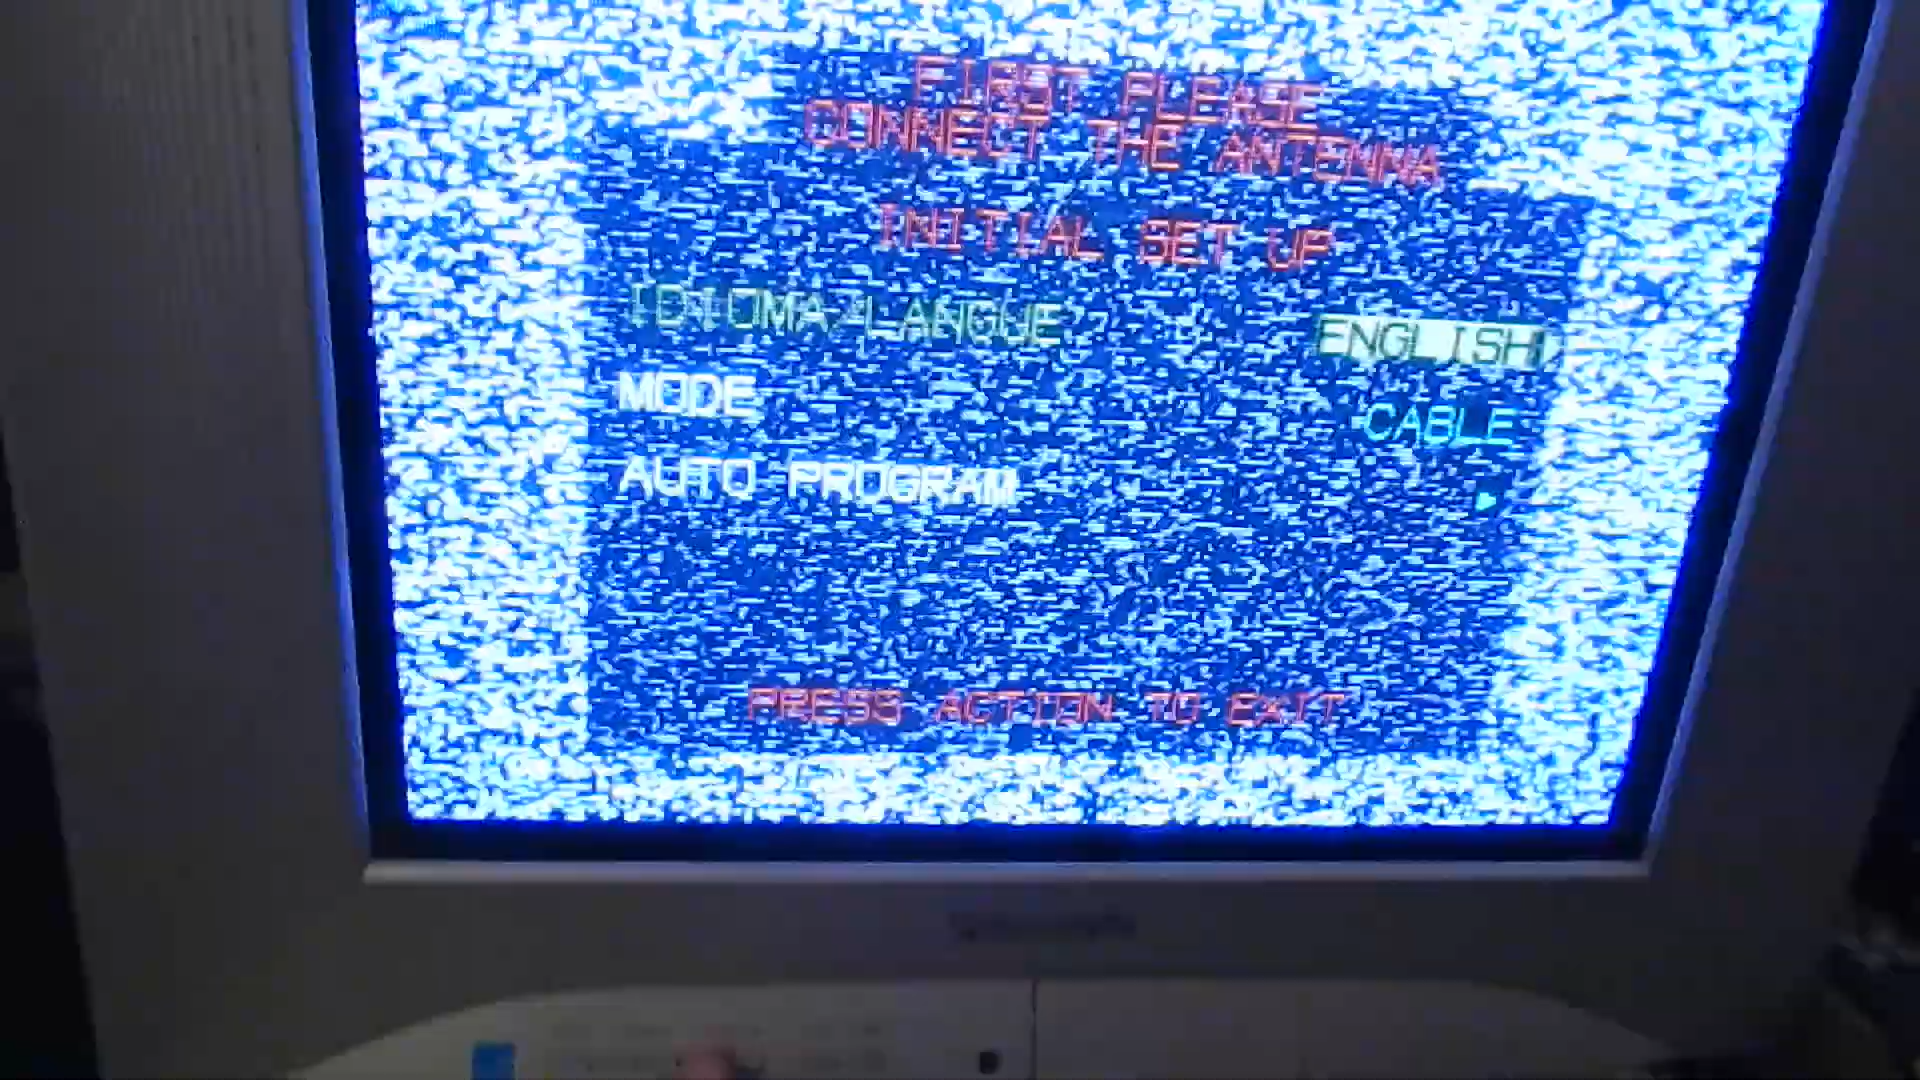 FIRST PLEASE
CONNECT THE ANTENNA
INITIAL SET UP
IDIOMA/LANGUE ENGLISH
MODE CABLE
AUTO PROGRAM
PRESS ACTION TO EXIT